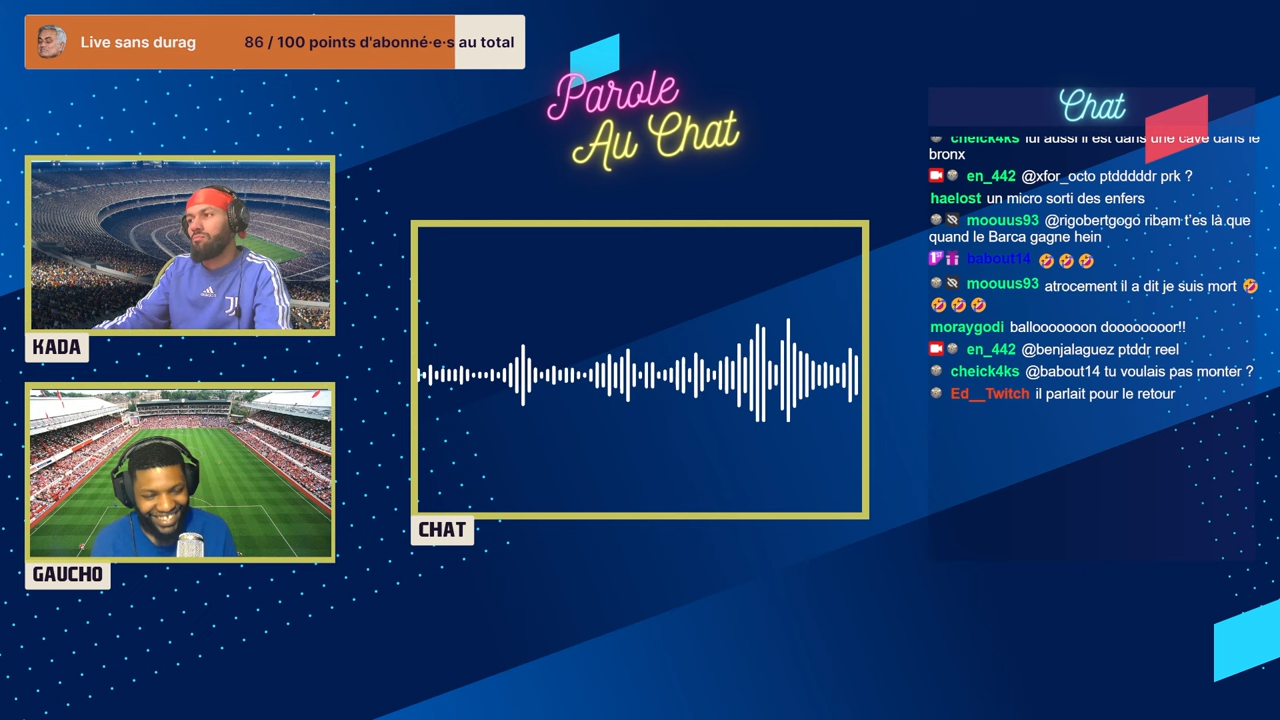 Live sans durag 86 / 100 points d'abonné·e·s au total
Parole
Au Chat
KADA
GAUCHO
CHAT
Chat
cheick4ks lui aussi il est dans une cave dans le
bronx
en_442 @xfor_octo ptdddddr prk ?
haelost un micro sorti des enfers
moouus93 @rigobertgogo ribam t'es là que
quand le Barca gagne hein
babout14 🤣 🤣 🤣
moouus93 atrocement il a dit je suis mort 🤣
🤣 🤣 🤣
moraygodi ballooooooon doooooooor!!
en_442 @benjalaguez ptddr reel
cheick4ks @babout14 tu voulais pas monter ?
Ed__Twitch il parlait pour le retour